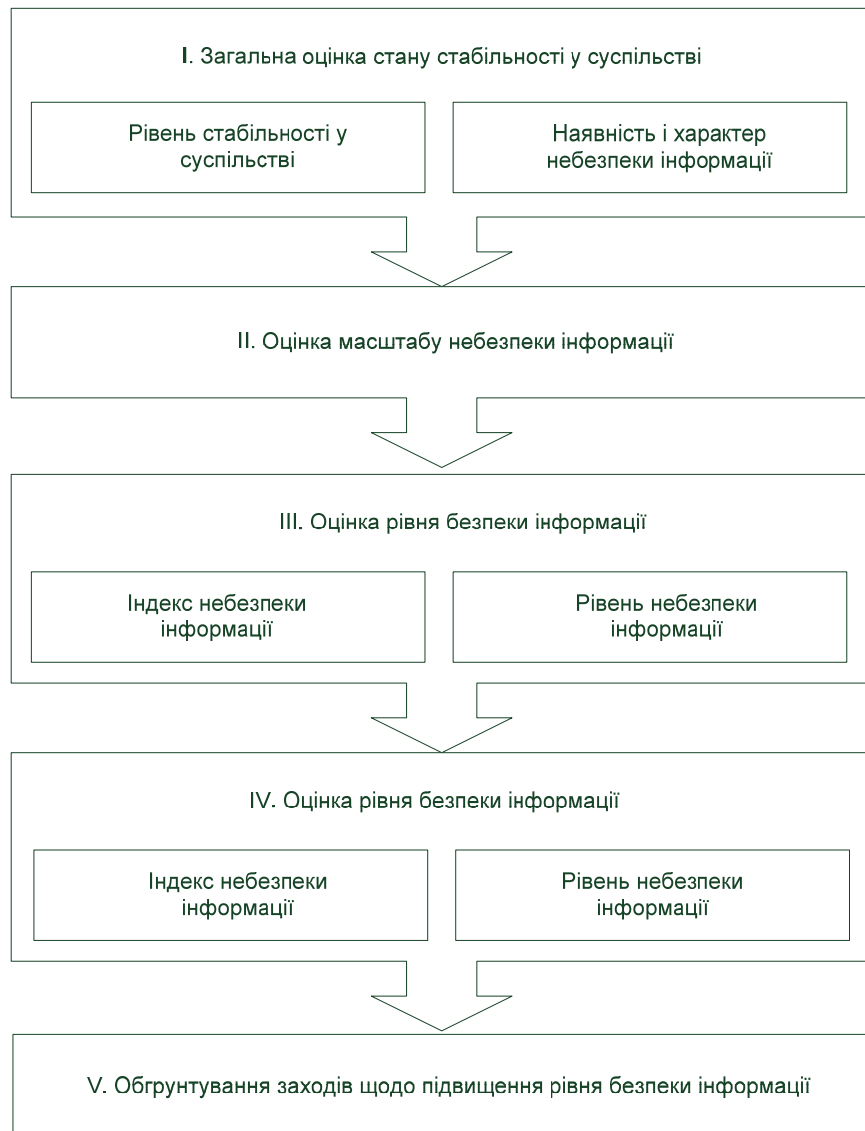 I. Загальна оцінка стану стабільності у суспільстві
Рівень стабільності у
суспільстві
Наявність і характер
небезпеки інформації
II. Оцінка масштабу небезпеки інформації
III. Оцінка рівня безпеки інформації
Індекс небезпеки
інформації
Рівень небезпеки
інформації
IV. Оцінка рівня безпеки інформації
Індекс небезпеки
інформації
Рівень небезпеки
інформації
V. Обгрунтування заходів щодо підвищення рівня безпеки інформації